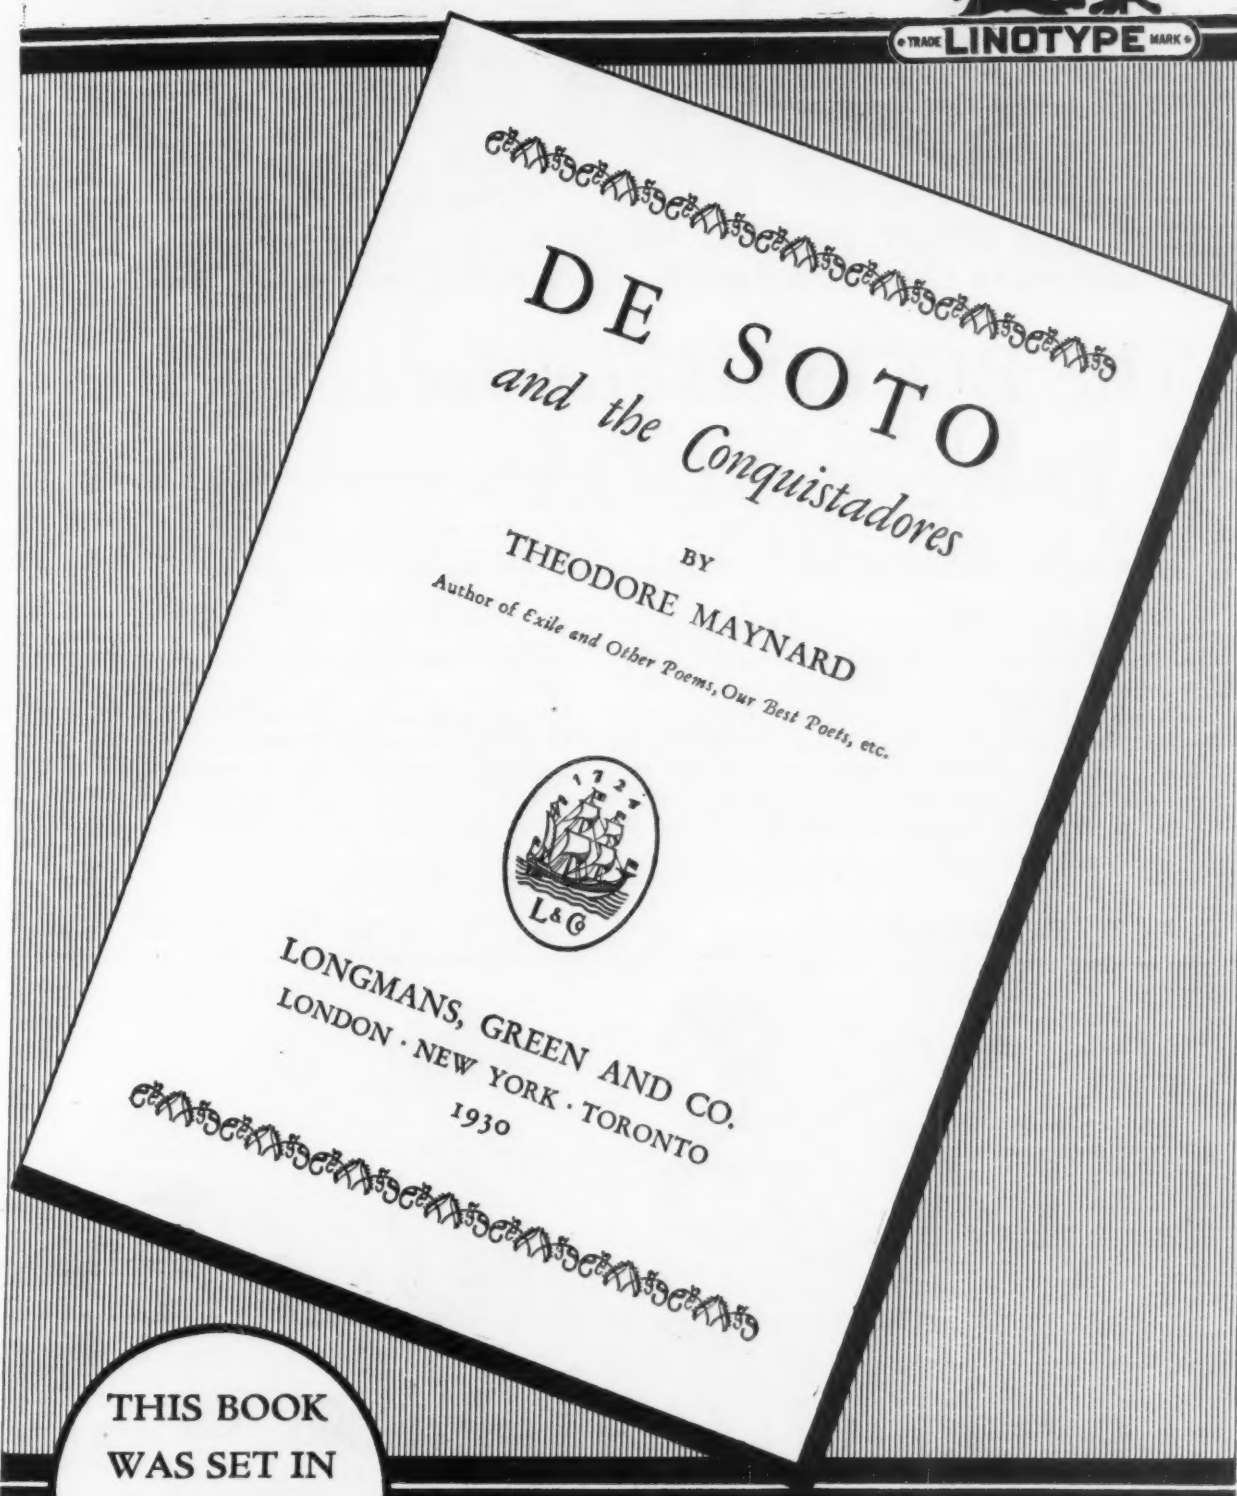 TRADE LINOTYPE MARK
DE SOTO
and the Conquistadores
BY
THEODORE MAYNARD
Author of Exile and Other Poems, Our Best Poets, etc.
1724
L & Co
LONGMANS, GREEN AND CO.
LONDON · NEW YORK · TORONTO
1930
THIS BOOK
WAS SET IN